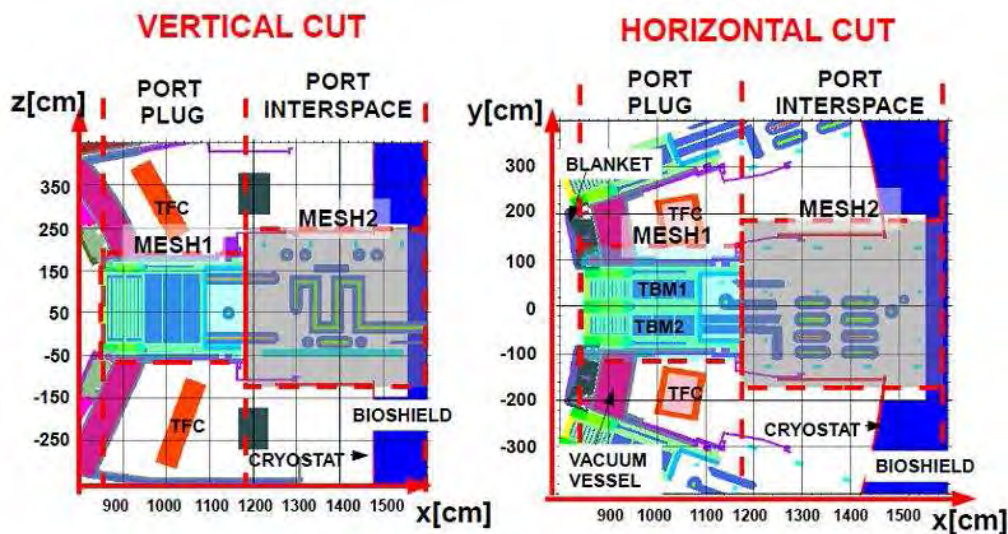 VERTICAL CUT
PORT
PLUG
PORT
INTERSPACE
z[cm]
350
250
150
50
-50
-150
-250
TFC
MESH1
MESH2
TFC
BIOSHIELD
CRYOSTAT
900 1000 1100 1200 1300 1400 1500
x[cm]
HORIZONTAL CUT
PORT
PLUG
PORT
INTERSPACE
y[cm]
300
200
100
0
-100
-200
-300
BLANKET
TFC
MESH1
MESH2
TBM1
TBM2
TFC
CRYOSTAT
VACUUM
VESSEL
BIOSHIELD
900 1000 1100 1200 1300 1400 1500
x[cm]